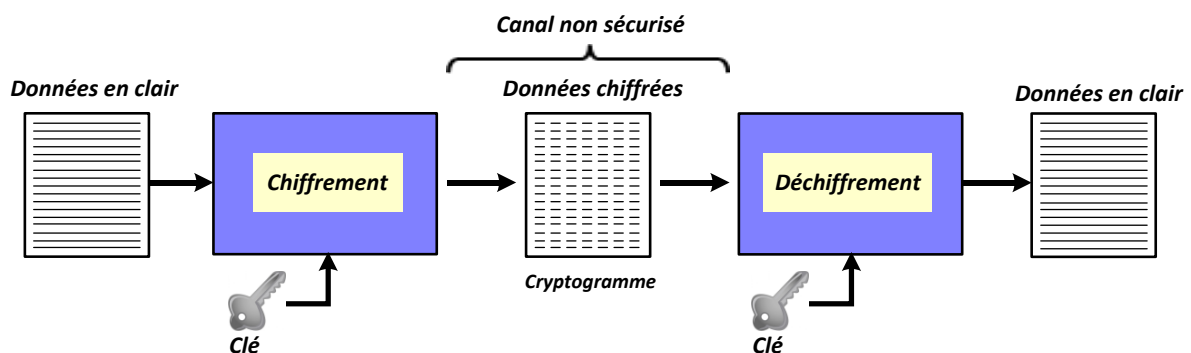 Canal non sécurisé
Données en clair
Données chiffrées
Données en clair
Chiffrement
Déchiffrement
Cryptogramme
Clé
Clé